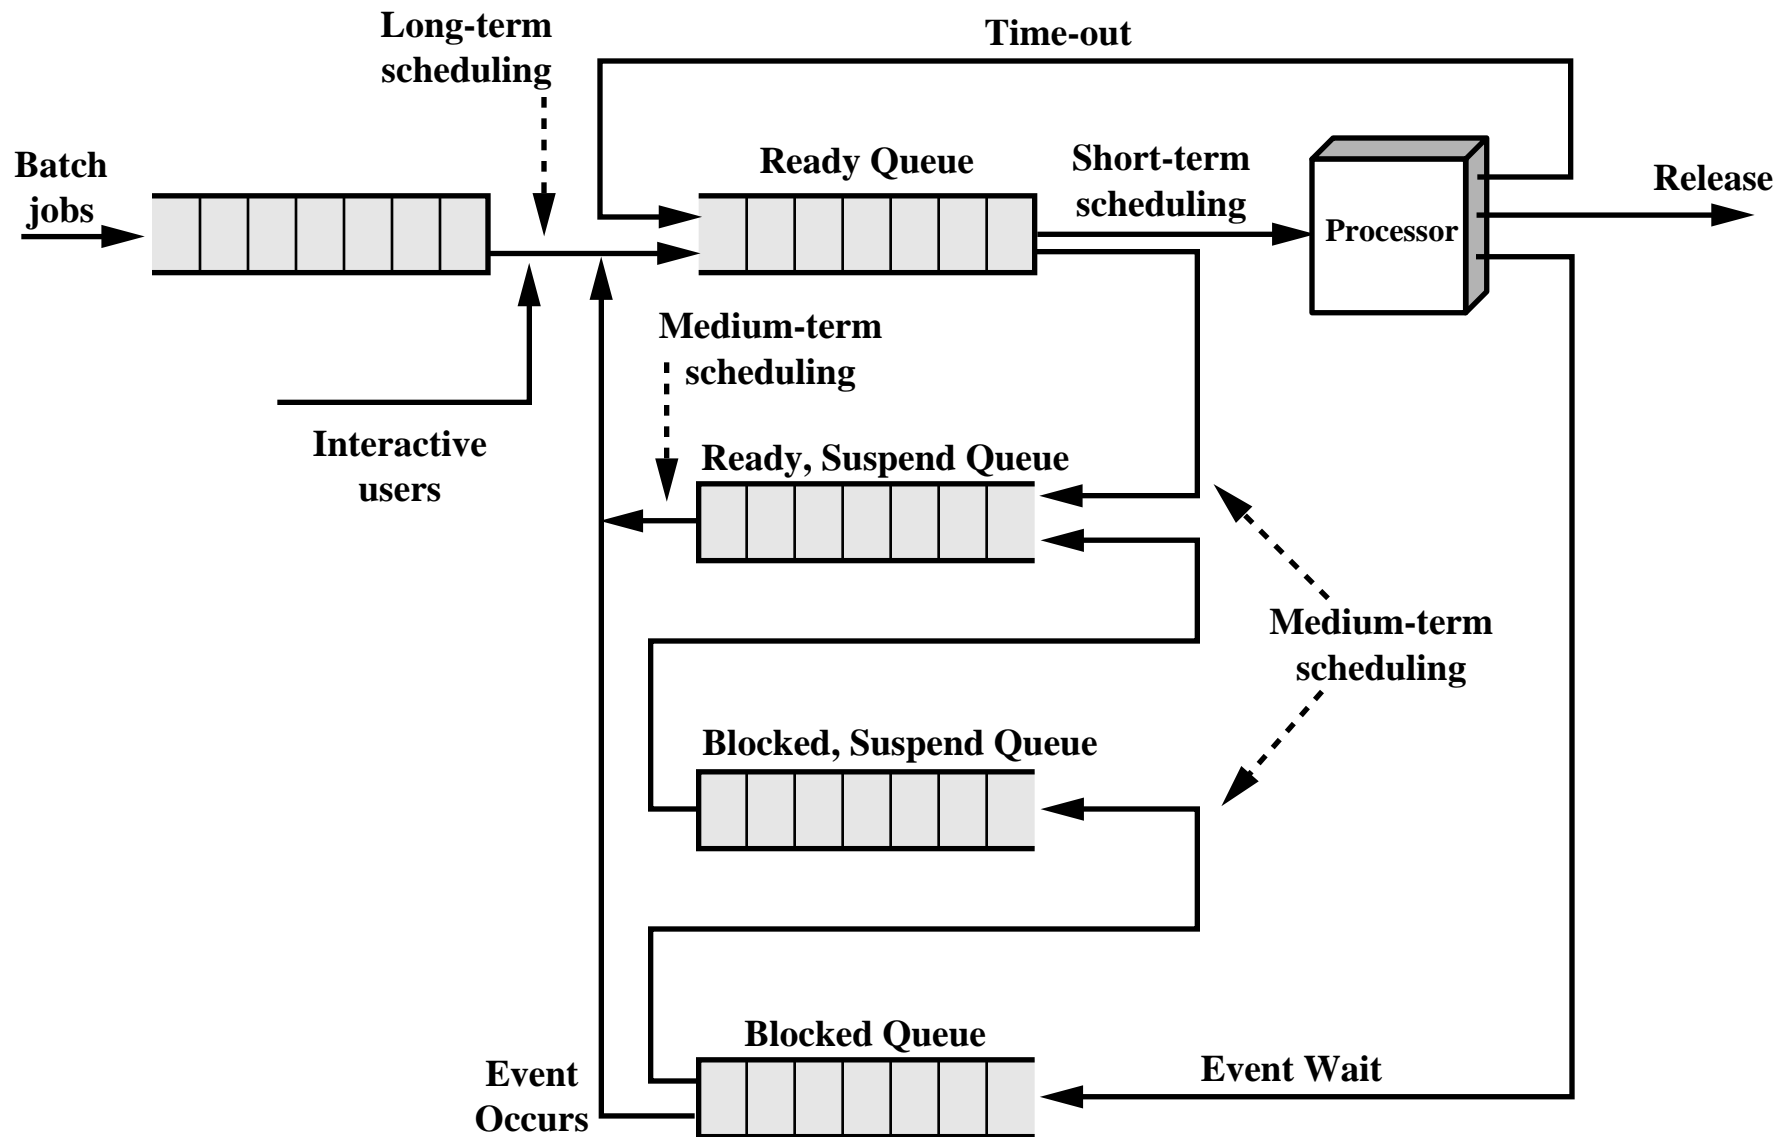 Long-term
scheduling
Time-out
Batch
jobs
Ready Queue
Short-term
scheduling
Release
Processor
Medium-term
scheduling
Interactive
users
Ready, Suspend Queue
Medium-term
scheduling
Blocked, Suspend Queue
Blocked Queue
Event
Occurs
Event Wait